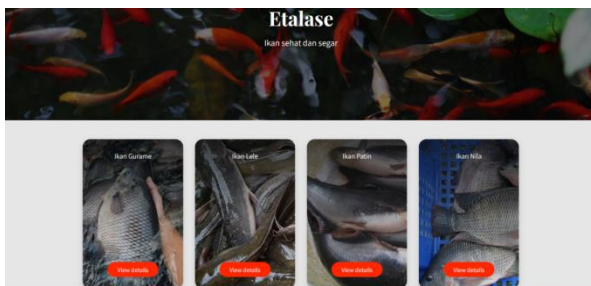 Etalase
Ikan sehat dan segar
Ikan Gurame
Ikan Lele
Ikan Patin
Ikan Nila
View details
View details
View details
View details